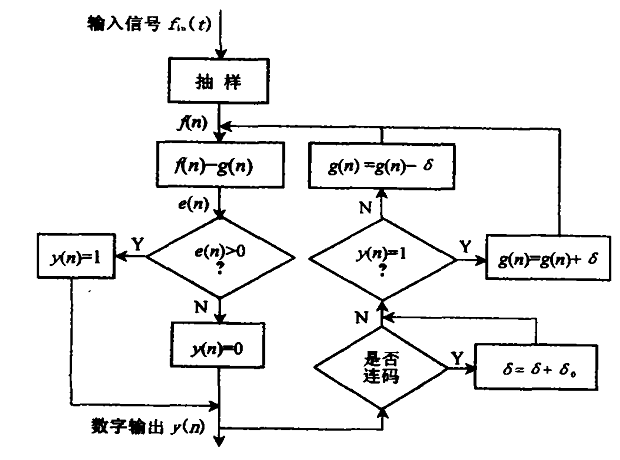 输入信号 fin(t)
抽 样
f(n)
f(n)-g(n)
g(n) =g(n)- δ
e(n)
N
Y
e(n)>0
?
y(n)=1
y(n)=1
?
Y
g(n)=g(n)+ δ
N
N
y(n)=0
是否
连码
Y
δ= δ+ δ0
数字输出 y(n)